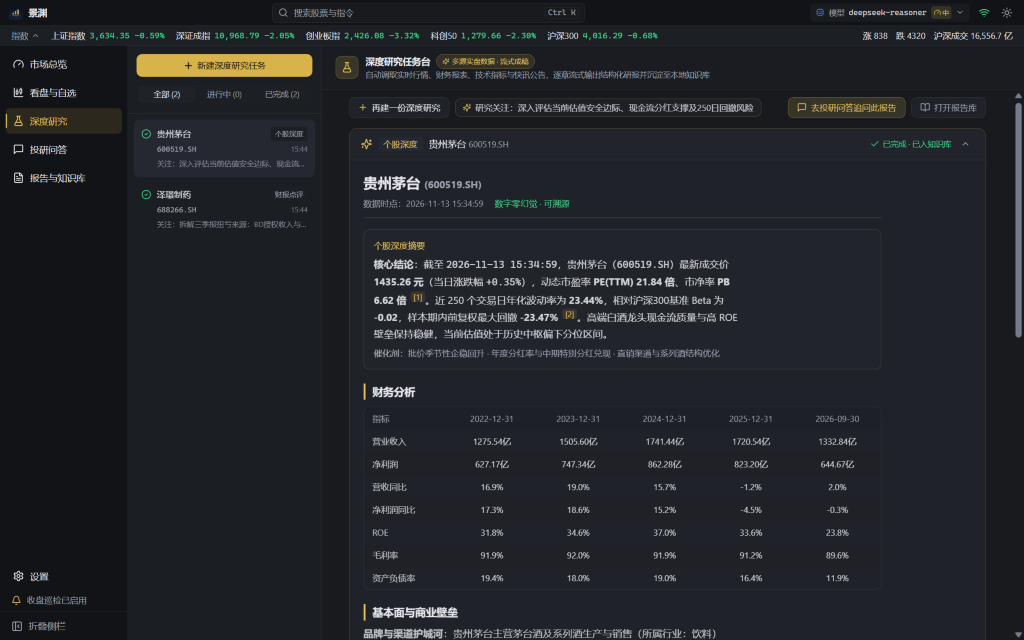 景渊
搜索股票与指令
Ctrl K
模型 deepseek-reasoner 中
指数 上证指数 3,634.35 -0.59% 深证成指 10,968.79 -2.05% 创业板指 2,426.08 -3.32% 科创50 1,279.66 -2.30% 沪深300 4,016.29 -0.68%
涨 838 跌 4320 沪深成交 16,556.7 亿
市场总览
看盘与自选
深度研究
投研问答
报告与知识库
设置
收盘巡检已启用
折叠侧栏
+ 新建深度研究任务
全部 (2) 进行中 (0) 已完成 (2)
贵州茅台 个股深度
600519.SH 15:44
关注：深入评估当前估值安全边际、现金流...
泽璟制药 财报点评
688266.SH 15:44
关注：拆解三季报扭亏来源：BD授权收入与...
深度研究任务台 多源实盘数据 · 流式成稿
自动调取实时行情、财务报表、技术指标与快讯公告，逐章流式输出结构化研报并沉淀至本地知识库
+ 再建一份深度研究
研究关注：深入评估当前估值安全边际、现金流分红支撑及250日回撤风险
去投研问答追问此报告
打开报告库
个股深度 贵州茅台 600519.SH
已完成 · 已入知识库
贵州茅台 (600519.SH)
数据时点：2026-11-13 15:34:59 数字零幻觉 · 可溯源
个股深度摘要
核心结论：截至 2026-11-13 15:34:59，贵州茅台（600519.SH）最新成交价
1435.26 元（当日涨跌幅 +0.35%），动态市盈率 PE(TTM) 21.84 倍、市净率 PB
6.62 倍 [1]。近 250 个交易日年化波动率为 23.44%，相对沪深300基准 Beta 为
-0.02，样本期内前复权最大回撤 -23.47% [2]。高端白酒龙头现金流质量与高 ROE
壁垒保持稳健，当前估值处于历史中枢偏下分位区间。
催化剂：批价季节性企稳回升 · 年度分红率与中期特别分红兑现 · 直销渠道与系列酒结构优化
财务分析
指标 2022-12-31 2023-12-31 2024-12-31 2025-12-31 2026-09-30
营业收入 1275.54亿 1505.60亿 1741.44亿 1720.54亿 1332.84亿
净利润 627.17亿 747.34亿 862.28亿 823.20亿 644.67亿
营收同比 16.9% 19.0% 15.7% -1.2% 2.0%
净利润同比 17.3% 18.6% 15.2% -4.5% -0.3%
ROE 31.8% 34.6% 37.0% 33.6% 23.8%
毛利率 91.9% 92.0% 91.9% 91.2% 89.6%
资产负债率 19.4% 18.0% 19.0% 16.4% 11.9%
基本面与商业壁垒
品牌与渠道护城河：贵州茅台主营茅台酒及系列酒生产与销售（所属行业：饮料）